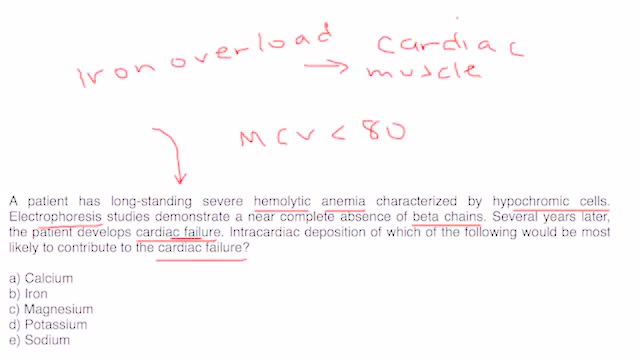 Iron overload → cardiac muscle
MCV < 80
A patient has long-standing severe hemolytic anemia characterized by hypochromic cells.
Electrophoresis studies demonstrate a near complete absence of beta chains. Several years later,
the patient develops cardiac failure. Intracardiac deposition of which of the following would be most
likely to contribute to the cardiac failure?
a) Calcium
b) Iron
c) Magnesium
d) Potassium
e) Sodium